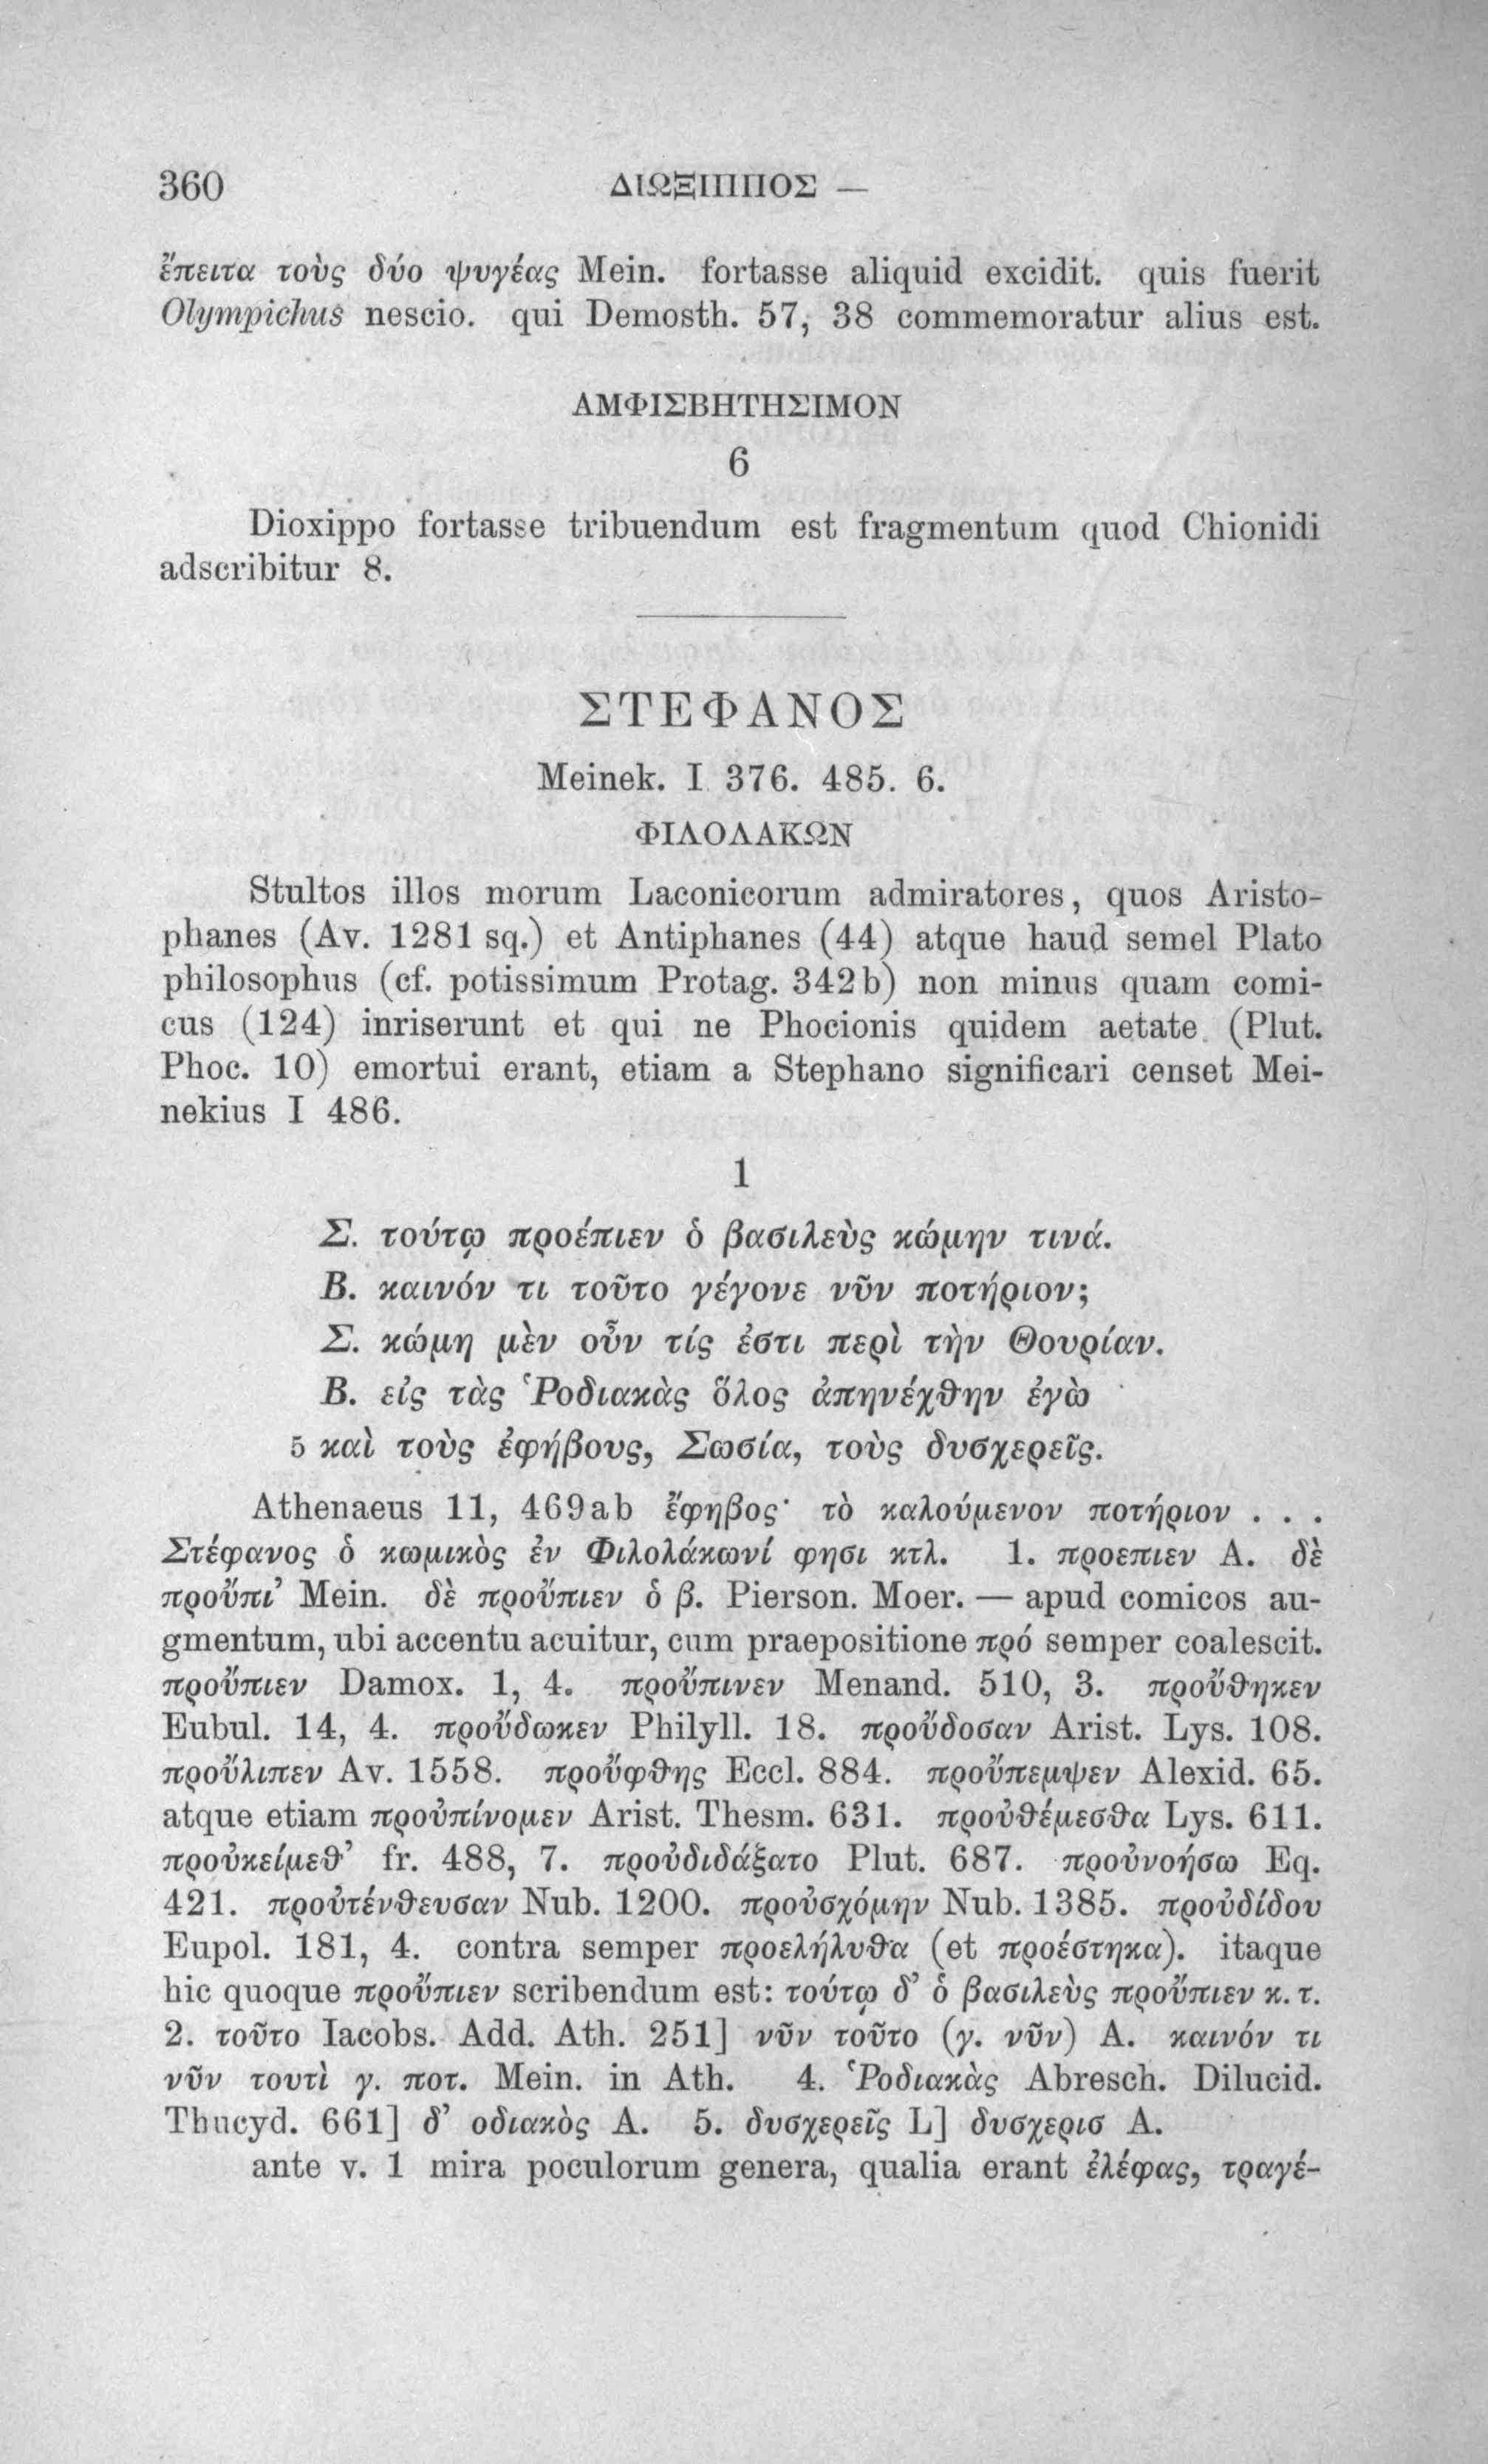 360 ΔΙΩΞΙΠΠΟΣ —
ἔπειτα τοὺς δύο ψυγέας Mein. fortasse aliquid excidit. quis fuerit
Olympichus nescio. qui Demosth. 57, 38 commemoratur alius est.
ΑΜΦΙΣΒΗΤΗΣΙΜΟΝ
6
Dioxippo fortasse tribuendum est fragmentum quod Chionidi
adscribitur 8.
ΣΤΕΦΑΝΟΣ
Meinek. I 376. 485. 6.
ΦΙΛΟΛΑΚΩΝ
Stultos illos morum Laconicorum admiratores, quos Aristo-
phanes (Av. 1281 sq.) et Antiphanes (44) atque haud semel Plato
philosophus (cf. potissimum Protag. 342b) non minus quam comi-
cus (124) inriserunt et qui ne Phocionis quidem aetate (Plut.
Phoc. 10) emortui erant, etiam a Stephano significari censet Mei-
nekius I 486.
1
Σ. τούτῳ προέπιεν ὁ βασιλεὺς κώμην τινά.
Β. καινόν τι τοῦτο γέγονε νῦν ποτήριον;
Σ. κώμη μὲν οὖν τίς ἐστι περὶ τὴν Θουρίαν.
Β. εἰς τὰς Ῥοδιακὰς ὅλος ἀπηνέχθην ἐγὼ
5 καὶ τοὺς ἐφήβους, Σωσία, τοὺς δυσχερεῖς.
Athenaeus 11, 469ab ἔφηβος· τὸ καλούμενον ποτήριον . . .
Στέφανος ὁ κωμικὸς ἐν Φιλολάκωνί φησι κτλ. 1. προεπιεν A. δὲ
προὔπι’ Mein. δὲ προὔπιεν ὁ β. Pierson. Moer. — apud comicos au-
gmentum, ubi accentu acuitur, cum praepositione πρό semper coalescit.
προὔπιεν Damox. 1, 4. προὔπινεν Menand. 510, 3. προὔθηκεν
Eubul. 14, 4. προὔδωκεν Philyll. 18. προὔδοσαν Arist. Lys. 108.
προὔλιπεν Av. 1558. προὔφθης Eccl. 884. προὔπεμψεν Alexid. 65.
atque etiam προὐπίνομεν Arist. Thesm. 631. προὐθέμεσθα Lys. 611.
προὐκείμεθ’ fr. 488, 7. προὐδιδάξατο Plut. 687. προὐνοήσω Eq.
421. προὐτένθευσαν Nub. 1200. προὐσχόμην Nub. 1385. προὐδίδου
Eupol. 181, 4. contra semper προελήλυθα (et προέστηκα). itaque
hic quoque προὔπιεν scribendum est: τούτῳ δ’ ὁ βασιλεὺς προὔπιεν κ. τ.
2. τοῦτο Iacobs. Add. Ath. 251] νῦν τοῦτο (γ. νῦν) A. καινόν τι
νῦν τουτὶ γ. ποτ. Mein. in Ath. 4. Ῥοδιακὰς Abresch. Dilucid.
Thucyd. 661] δ’ οδιακὸς A. 5. δυσχερεῖς L] δυσχερισ A.
ante v. 1 mira poculorum genera, qualia erant ἐλέφας, τραγέ-